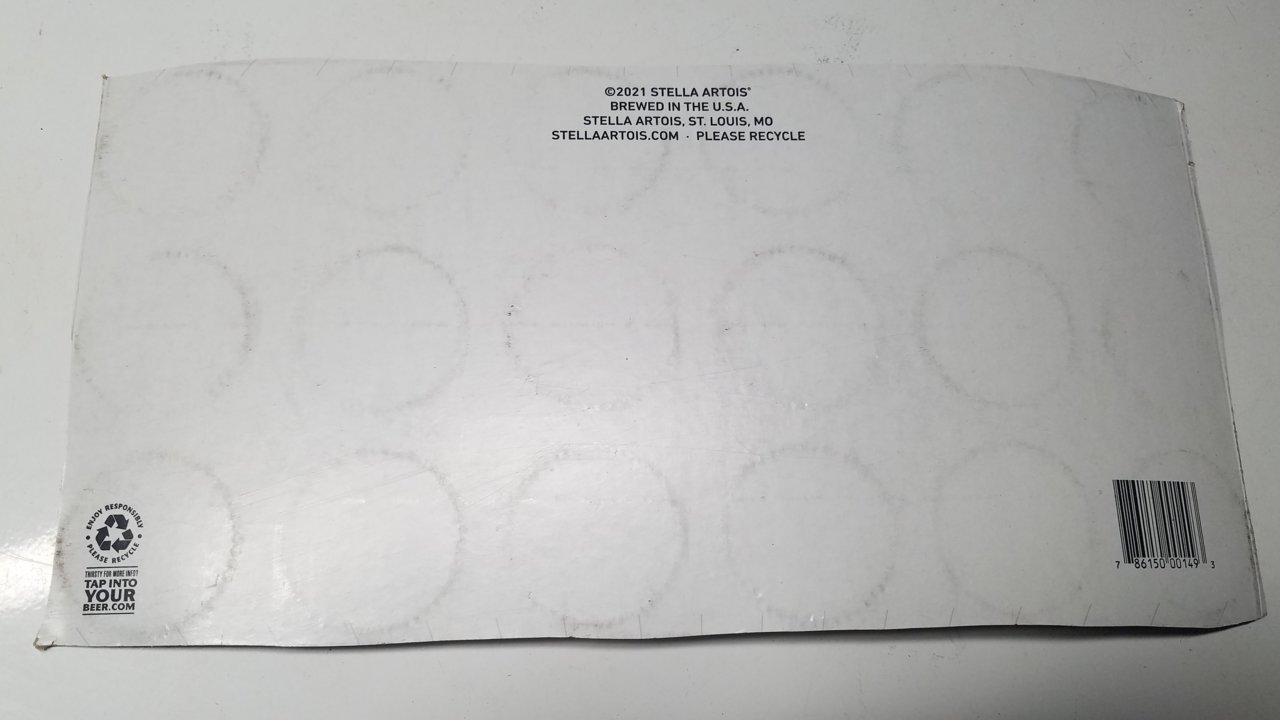 ©2021 STELLA ARTOIS®
BREWED IN THE U.S.A.
STELLA ARTOIS, ST. LOUIS, MO
STELLAARTOIS.COM · PLEASE RECYCLE
ENJOY RESPONSIBLY
• PLEASE RECYCLE •
THIRSTY FOR MORE INFO?
TAP INTO
YOUR
BEER.COM
7 86150 00149 3